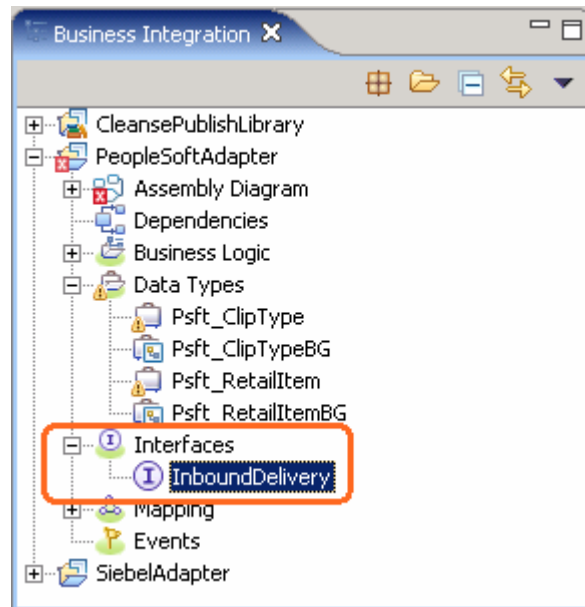 Business Integration
CleansePublishLibrary
PeopleSoftAdapter
Assembly Diagram
Dependencies
Business Logic
Data Types
Psft_ClipType
Psft_ClipTypeBG
Psft_RetailItem
Psft_RetailItemBG
Interfaces
InboundDelivery
Mapping
Events
SiebelAdapter